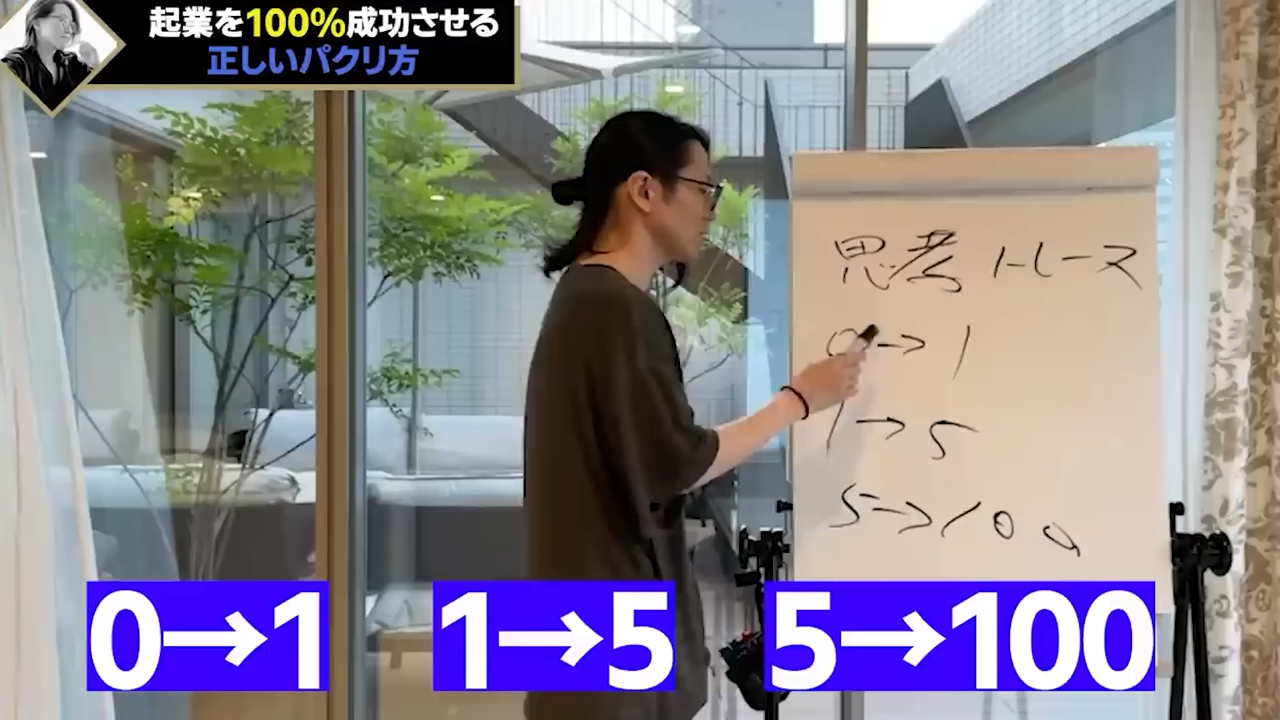 起業を100%成功させる
正しいパクリ方
思考トレース
0→1
1→5
5→100
0→1 1→5 5→100